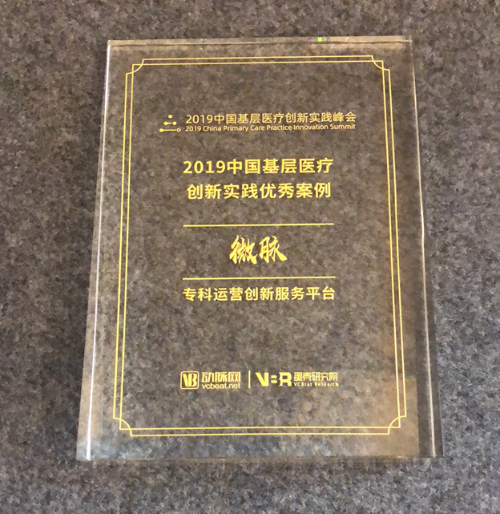 2019中国基层医疗创新实践峰会
2019 China Primary Care Practice Innovation Summit
2019中国基层医疗
创新实践优秀案例
微脉
专科运营创新服务平台
VB 动脉网 vcbeat.net
VBR 蛋壳研究院 VCBeat Research